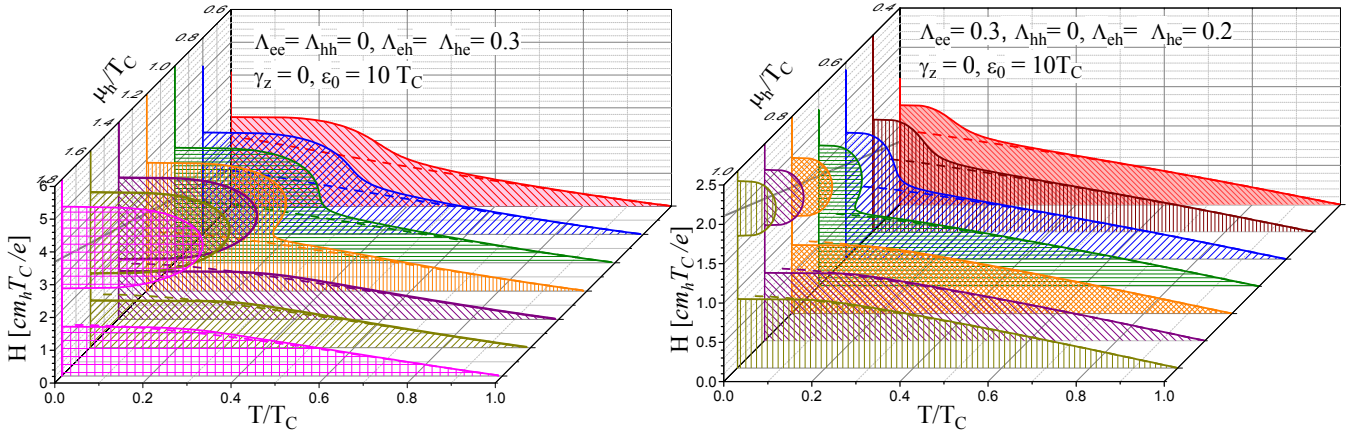 Λee= Λhh= 0, Λeh= Λhe= 0.3
γz = 0, ε0 = 10 TC
μh/TC
0.6
0.8
1.0
1.2
1.4
1.6
1.8
H [cmhTC/e]
6
5
4
3
2
1
0
0.0 0.2 0.4 0.6 0.8 1.0
T/TC
Λee= 0.3, Λhh= 0, Λeh= Λhe= 0.2
γz = 0, ε0 = 10TC
μh/TC
0.4
0.6
0.8
1.0
H [cmhTC/e]
2.5
2.0
1.5
1.0
0.5
0.0
0.0 0.2 0.4 0.6 0.8 1.0
T/TC